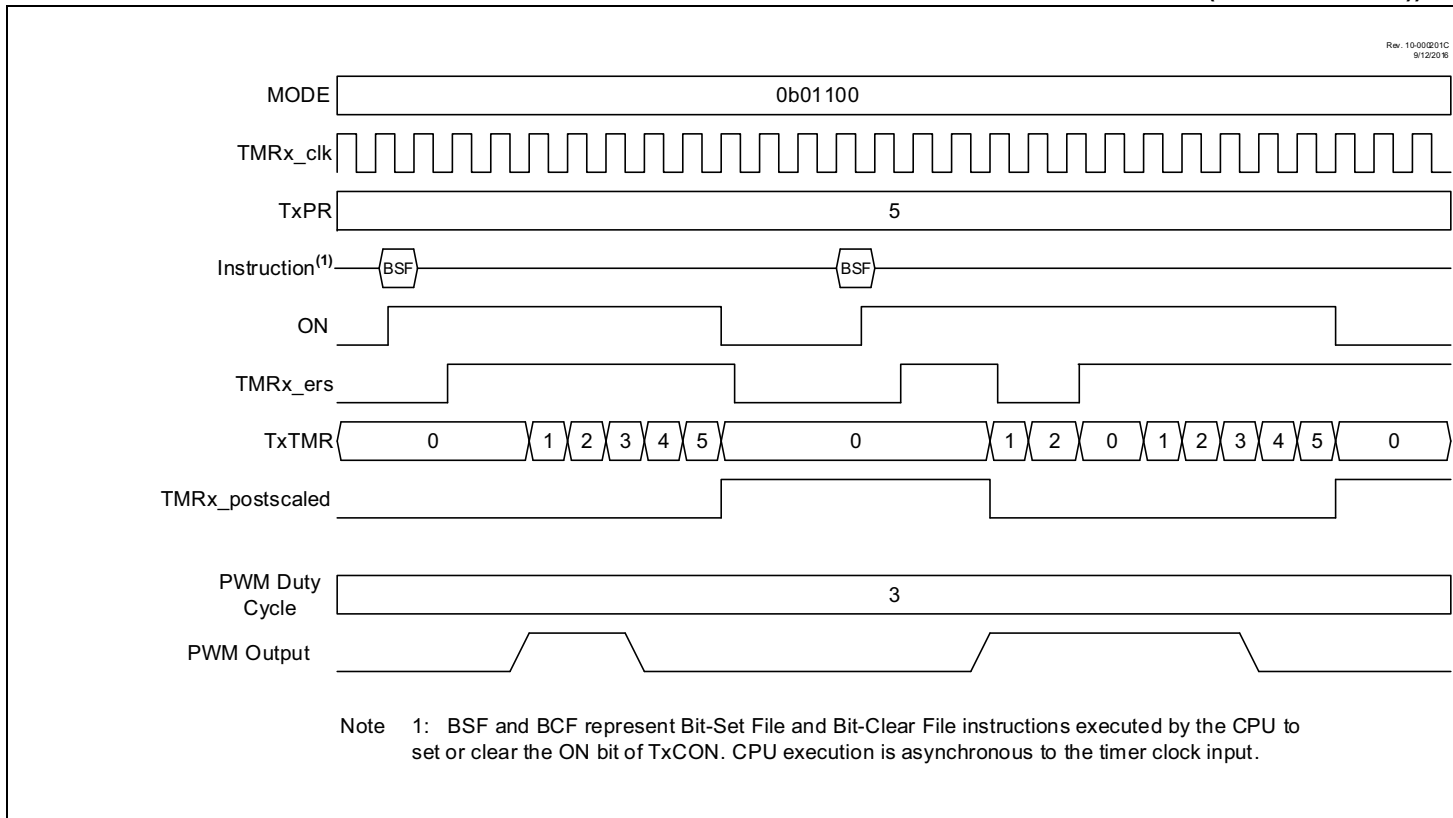 Rev. 10-000201C
9/12/2016
MODE 0b01100
TMRx_clk
TxPR 5
Instruction(1) BSF BSF
ON
TMRx_ers
TxTMR 0 1 2 3 4 5 0 1 2 0 1 2 3 4 5 0
TMRx_postscaled
PWM Duty
Cycle 3
PWM Output
Note 1: BSF and BCF represent Bit-Set File and Bit-Clear File instructions executed by the CPU to
set or clear the ON bit of TxCON. CPU execution is asynchronous to the timer clock input.